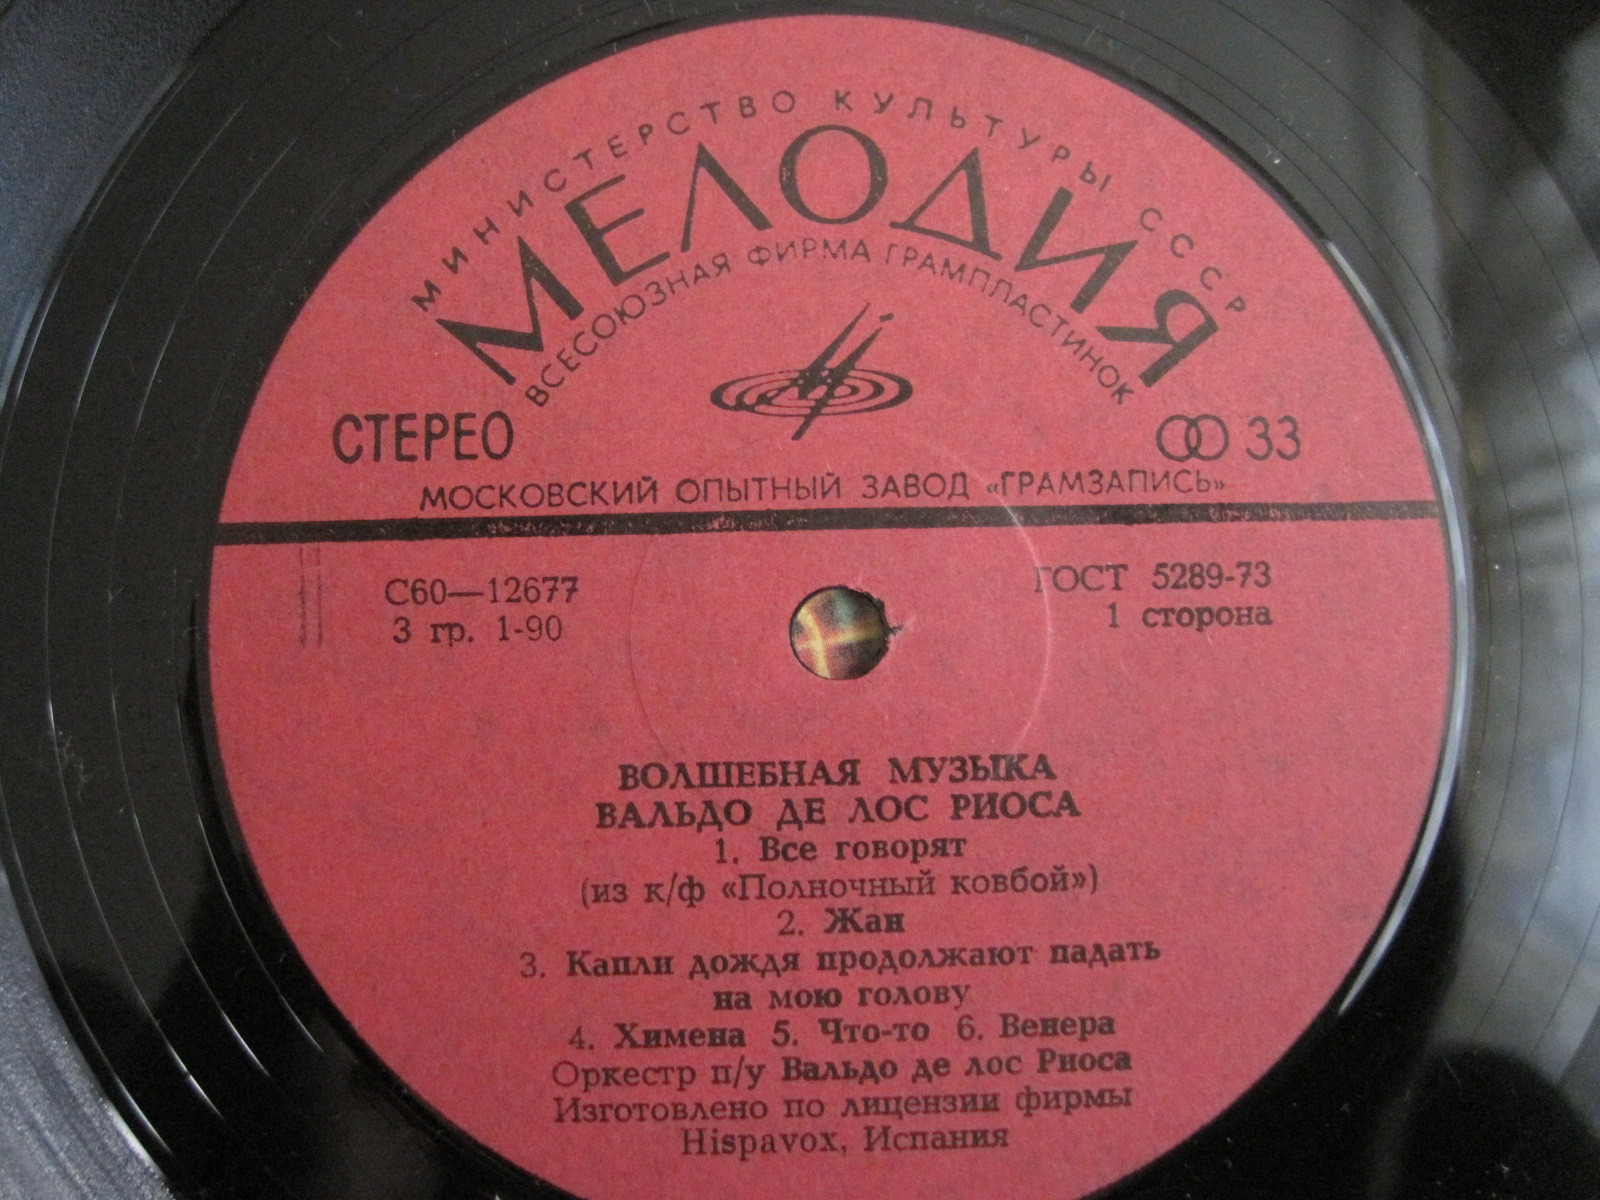 МИНИСТЕРСТВО КУЛЬТУРЫ СССР
МЕЛОДИЯ
ВСЕСОЮЗНАЯ ФИРМА ГРАМПЛАСТИНОК
СТЕРЕО
33
МОСКОВСКИЙ ОПЫТНЫЙ ЗАВОД «ГРАМЗАПИСЬ»
С60—12677
ГОСТ 5289-73
3 гр. 1-90
1 сторона
ВОЛШЕБНАЯ МУЗЫКА
ВАЛЬДО ДЕ ЛОС РИОСА
1. Все говорят
(из к/ф «Полночный ковбой»)
2. Жан
3. Капли дождя продолжают падать
на мою голову
4. Химена 5. Что-то 6. Венера
Оркестр п/у Вальдо де лос Риоса
Изготовлено по лицензии фирмы
Hispavox, Испания